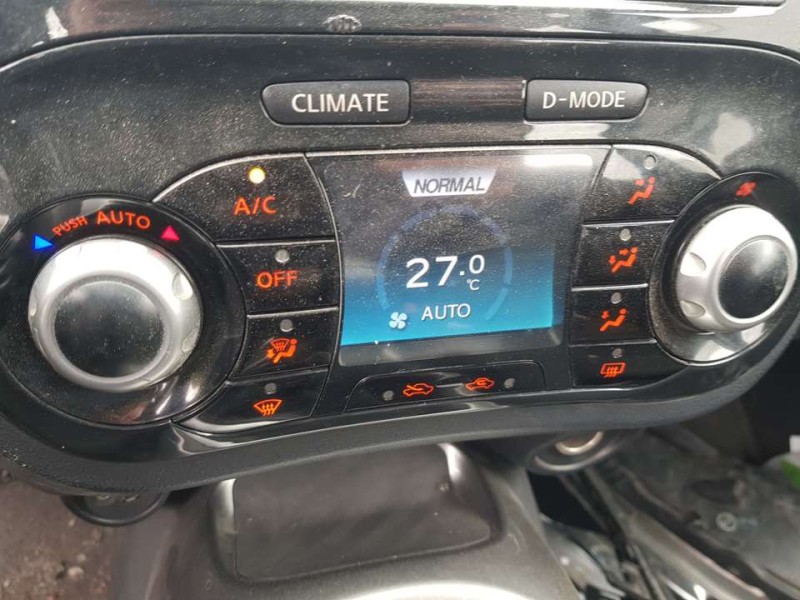 CLIMATE
D-MODE
PUSH AUTO
A/C
OFF
NORMAL
27.0 °C
AUTO